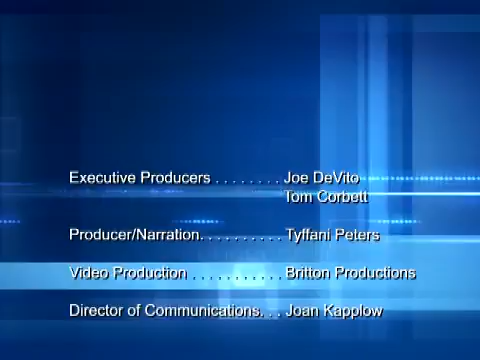 Executive Producers . . . . . . . . Joe DeVito
Tom Corbett
Producer/Narration. . . . . . . . . . Tyffani Peters
Video Production . . . . . . . . . . . Britton Productions
Director of Communications. . . Joan Kapplow